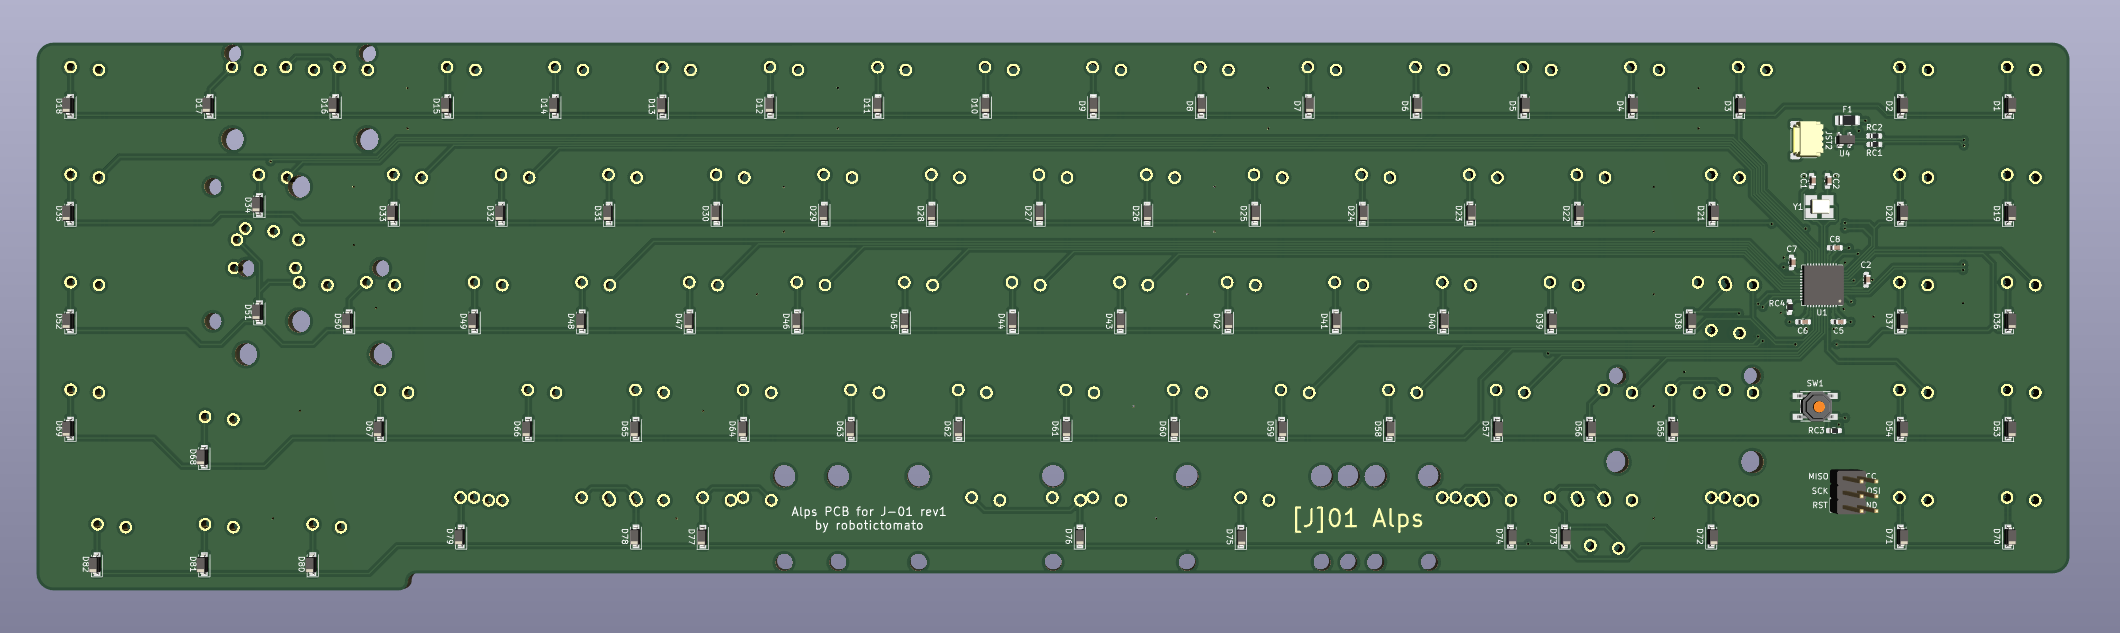 D18 D17 D16 D15 D14 D13 D12 D11 D10 D9 D8 D7 D6 D5 D4 D3 D2 D1
F1
RC2
JST2
U4
RC1
CC1 CC2
D35 D34 D33 D32 D31 D30 D29 D28 D27 D26 D25 D24 D23 D22 D21 Y1 D20 D19
C8
C7
C2
RC4
U1
D52 D51 D50 D49 D48 D47 D46 D45 D44 D43 D42 D41 D40 D39 D38 C6 C5 D37 D36
SW1
D69 D67 D66 D65 D64 D63 D62 D61 D60 D59 D58 D57 D56 D55 RC3 D54 D53
D68
MISO
SCK
RST
Alps PCB for J-01 rev1
by robotictomato
[J]01 Alps
D79 D78 D77 D76 D75 D74 D73 D72 D71 D70
D82 D81 D80